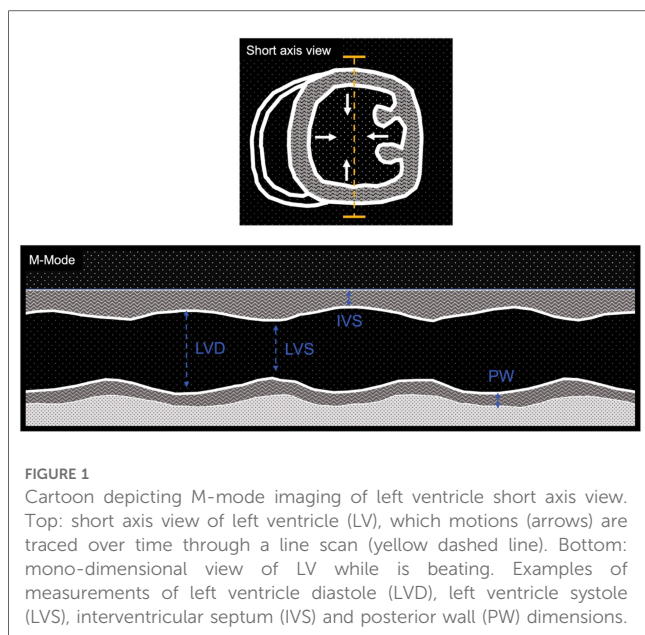 Short axis view
M-Mode
IVS
LVD
LVS
PW
FIGURE 1
Cartoon depicting M-mode imaging of left ventricle short axis view.
Top: short axis view of left ventricle (LV), which motions (arrows) are
traced over time through a line scan (yellow dashed line). Bottom:
mono-dimensional view of LV while is beating. Examples of
measurements of left ventricle diastole (LVD), left ventricle systole
(LVS), interventricular septum (IVS) and posterior wall (PW) dimensions.